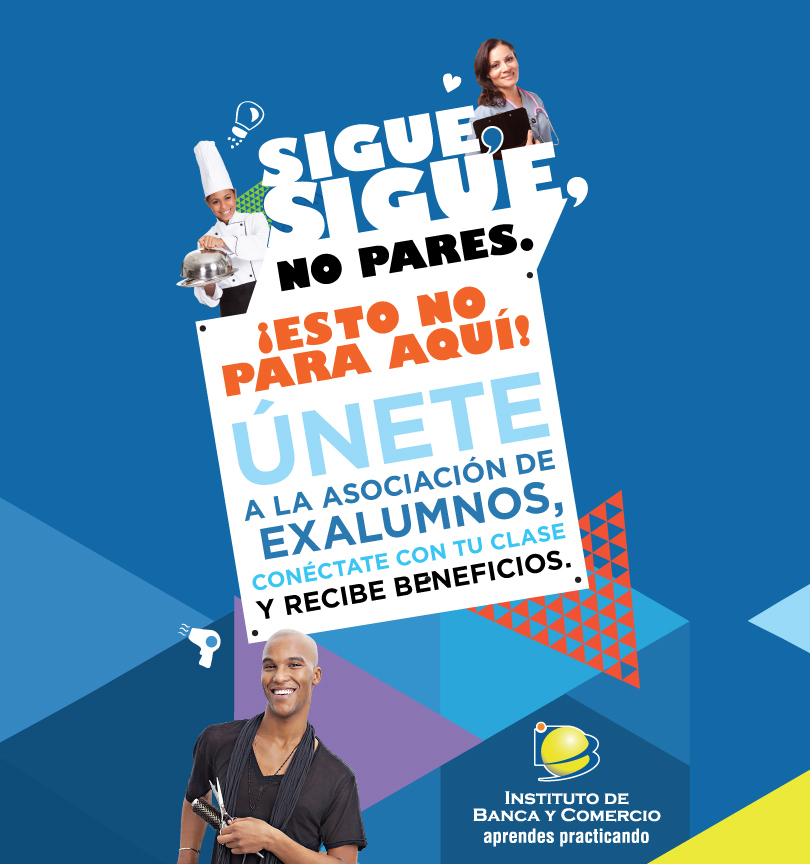 SIGUE,
SIGUE,
NO PARES.
¡ESTO NO
PARA AQUÍ!
ÚNETE
A LA ASOCIACIÓN DE
EXALUMNOS,
CONÉCTATE CON TU CLASE
Y RECIBE BENEFICIOS.
INSTITUTO DE
BANCA Y COMERCIO
aprendes practicando